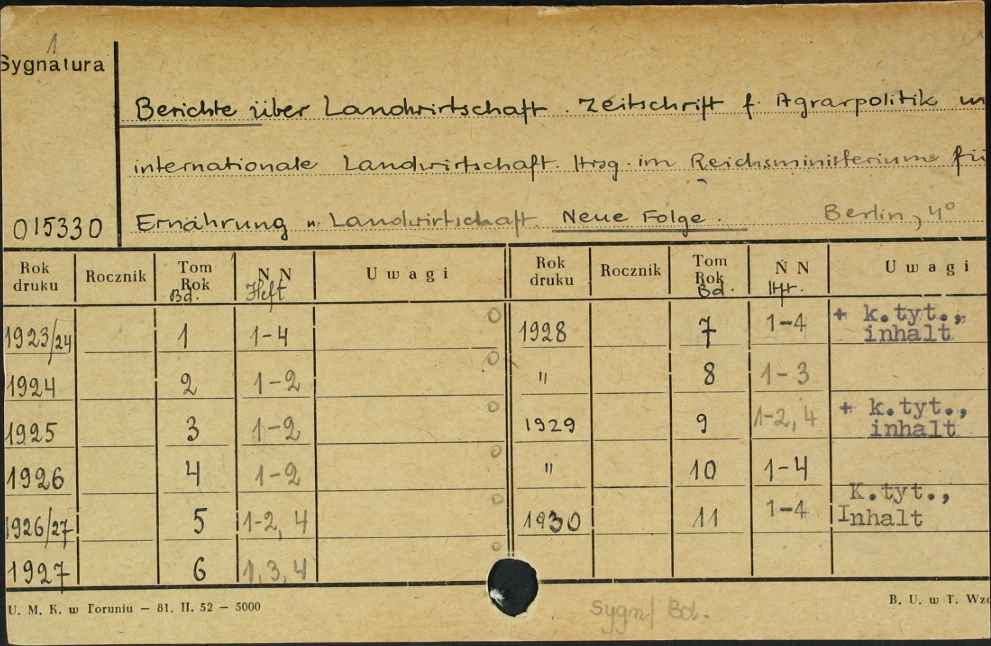 1
Sygnatura
Berichte über Landwirtschaft. Zeitschrift f. Agrarpolitik u
internationale Landwirtschaft. Hrsg. im Reichsministerium fü
015330 Ernährung u. Landwirtschaft. Neue Folge. Berlin, 4°
Rok druku Rocznik Tom Rok Bd. N N Heft Uwagi Rok druku Rocznik Tom Rok Bd. N N Uwagi
1923/24 1 1-4 1928 7 1-4 + k.tyt., inhalt
1924 2 1-2 " 8 1-3
1925 3 1-2 1929 9 1-2, 4 + k.tyt., inhalt
1926 4 1-2 " 10 1-4
1926/27 5 1-2, 4 1930 11 1-4 K.tyt., Inhalt
1927 6 1, 3, 4
U. M. K. w Toruniu — 81. II. 52 — 5000 B. U. w T. Wzo
Sygn/ Bd.